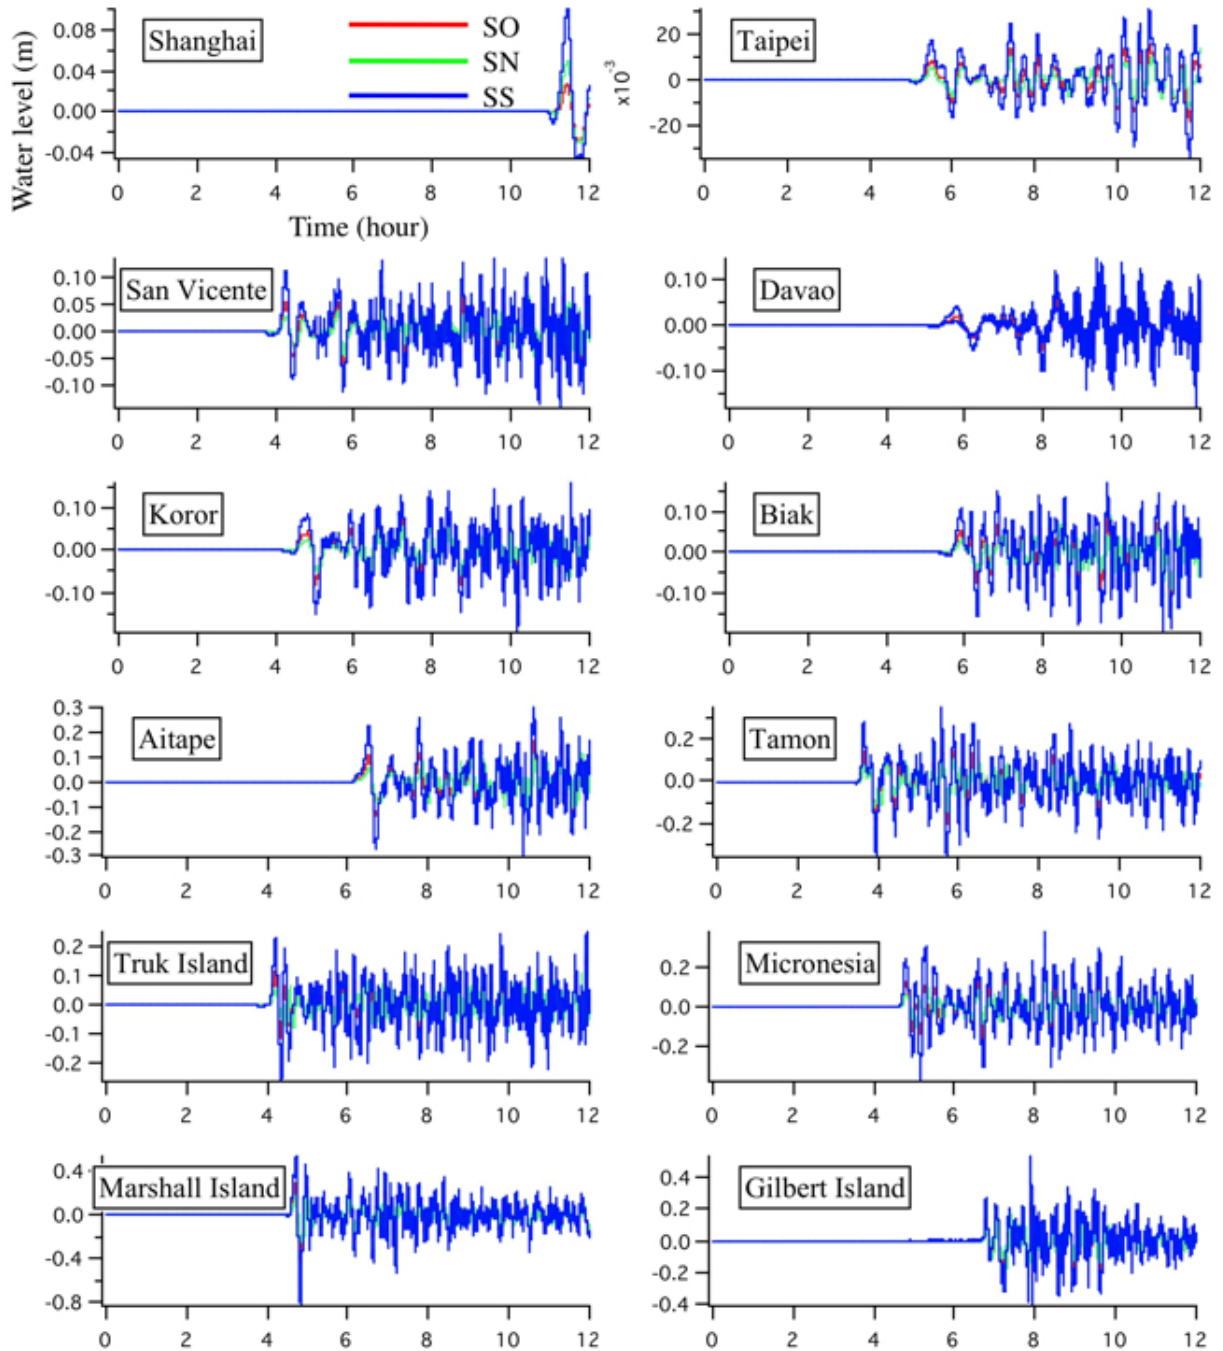 Water level (m)
0.08
0.04
0.00
-0.04
Shanghai
SO
SN
SS
0 2 4 6 8 10 12
Time (hour)
x10-3
20
0
-20
Taipei
0 2 4 6 8 10 12
0.10
0.05
0.00
-0.05
-0.10
San Vicente
0 2 4 6 8 10 12
0.10
0.00
-0.10
Davao
0 2 4 6 8 10 12
0.10
0.00
-0.10
Koror
0 2 4 6 8 10 12
0.10
0.00
-0.10
Biak
0 2 4 6 8 10 12
0.3
0.2
0.1
0.0
-0.1
-0.2
-0.3
Aitape
0 2 4 6 8 10 12
0.2
0.0
-0.2
Tamon
0 2 4 6 8 10 12
0.2
0.1
0.0
-0.1
-0.2
Truk Island
0 2 4 6 8 10 12
0.2
0.0
-0.2
Micronesia
0 2 4 6 8 10 12
0.4
0.0
-0.4
-0.8
Marshall Island
0 2 4 6 8 10 12
0.4
0.2
0.0
-0.2
-0.4
Gilbert Island
0 2 4 6 8 10 12